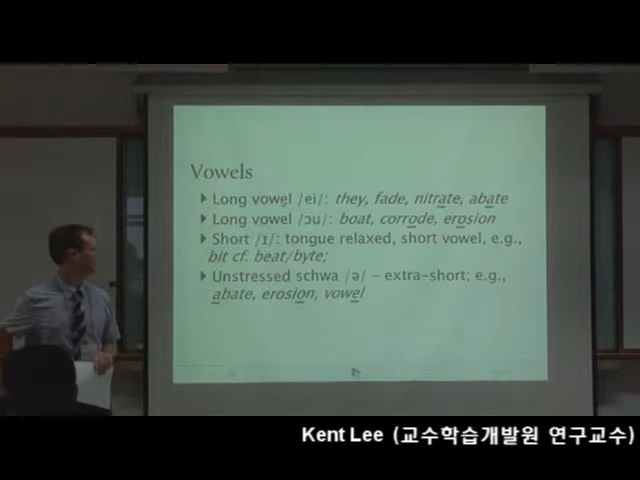 Vowels
Long vowel /ei/: they, fade, nitrate, abate
Long vowel /ɔu/: boat, corrode, erosion
Short /ɪ/: tongue relaxed, short vowel, e.g.,
bit cf. beat/byte;
Unstressed schwa /ə/ – extra-short; e.g.,
abate, erosion, vowel
Kent Lee (교수학습개발원 연구교수)